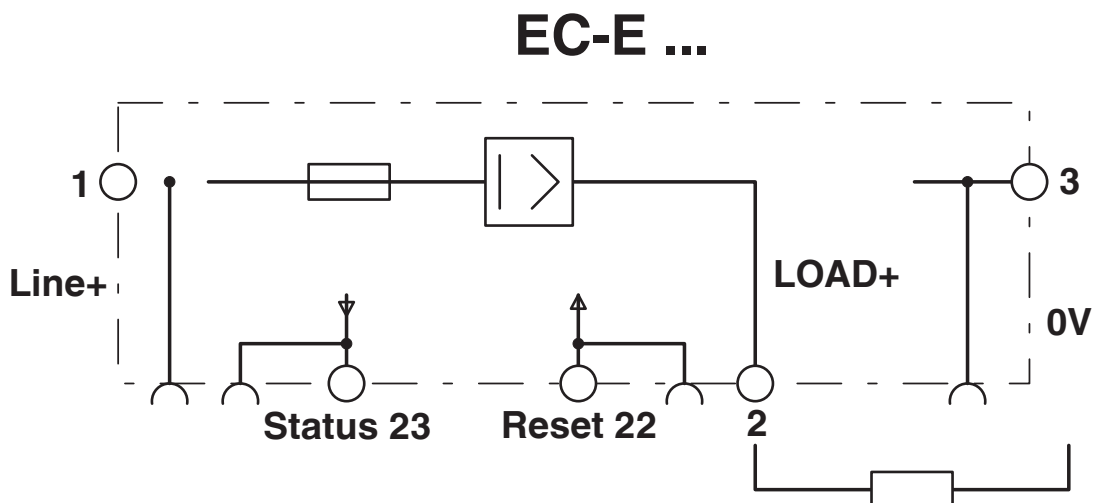 EC-E ...
1
3
Line+
LOAD+
0V
Status 23
Reset 22
2